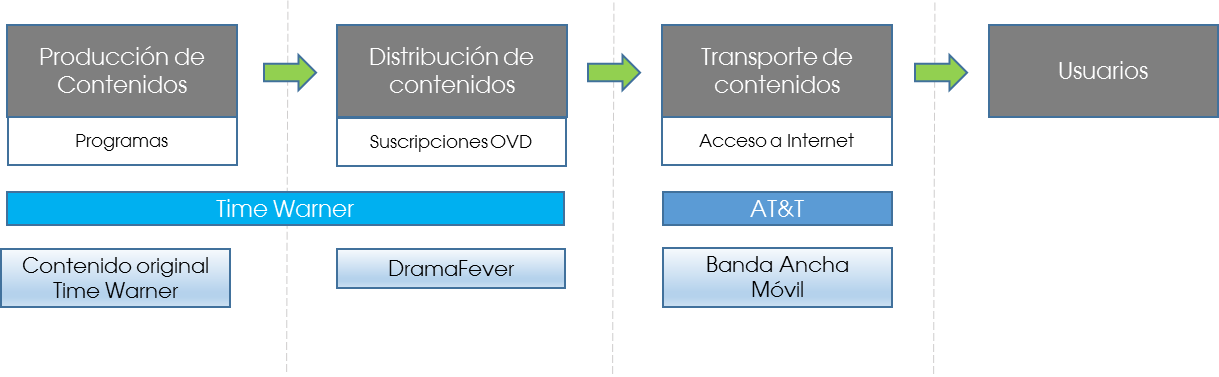 Producción de
Contenidos
Distribución de
contenidos
Transporte de
contenidos
Usuarios
Programas
Suscripciones OVD
Acceso a Internet
Time Warner
AT&T
Contenido original
Time Warner
DramaFever
Banda Ancha
Móvil